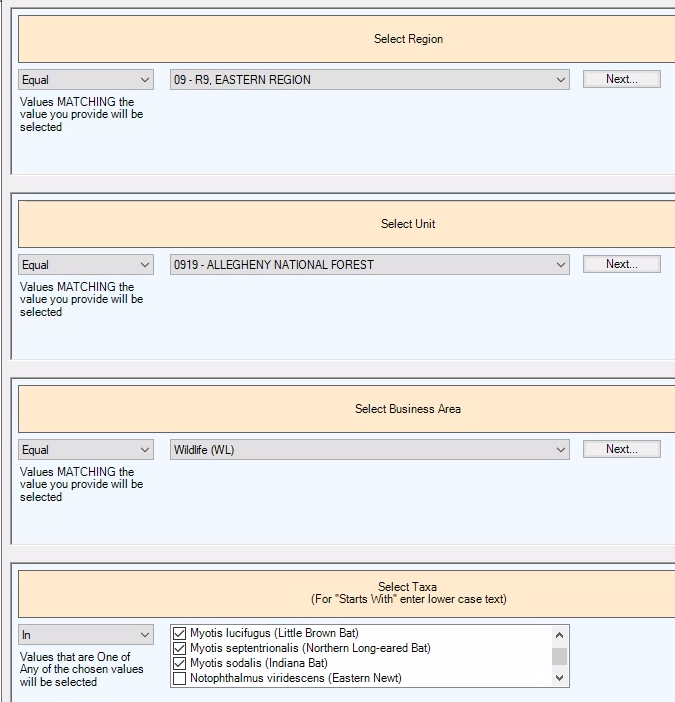 Select Region
Equal
09 - R9, EASTERN REGION
Next...
Values MATCHING the
value you provide will be
selected
Select Unit
Equal
0919 - ALLEGHENY NATIONAL FOREST
Next...
Values MATCHING the
value you provide will be
selected
Select Business Area
Equal
Wildlife (WL)
Next...
Values MATCHING the
value you provide will be
selected
Select Taxa
(For "Starts With" enter lower case text)
In
Myotis lucifugus (Little Brown Bat)
Myotis septentrionalis (Northern Long-eared Bat)
Myotis sodalis (Indiana Bat)
Notophthalmus viridescens (Eastern Newt)
Values that are One of
Any of the chosen values
will be selected